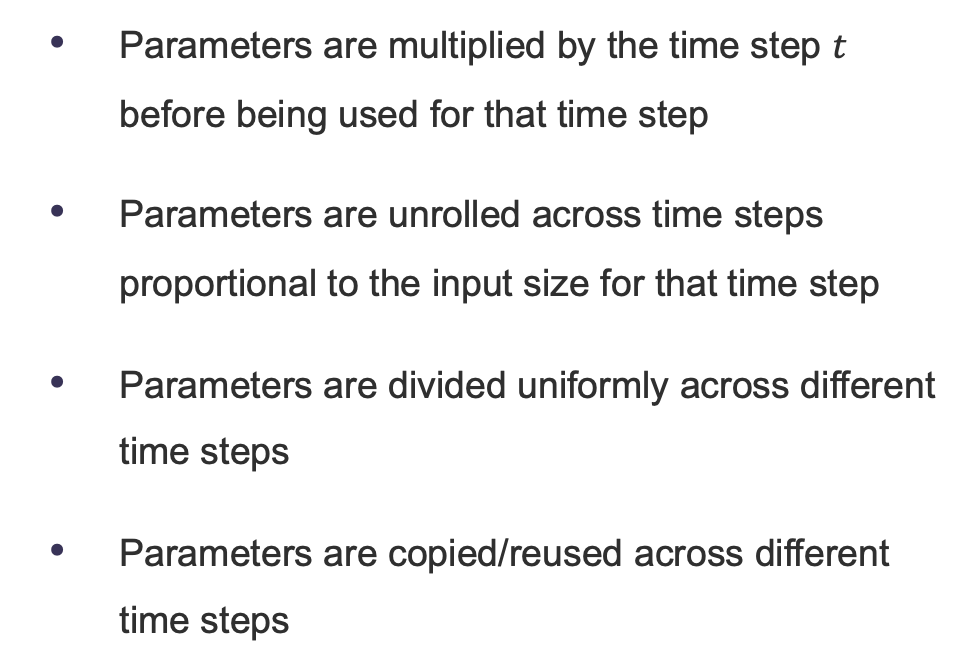 • Parameters are multiplied by the time step t
before being used for that time step
• Parameters are unrolled across time steps
proportional to the input size for that time step
• Parameters are divided uniformly across different
time steps
• Parameters are copied/reused across different
time steps